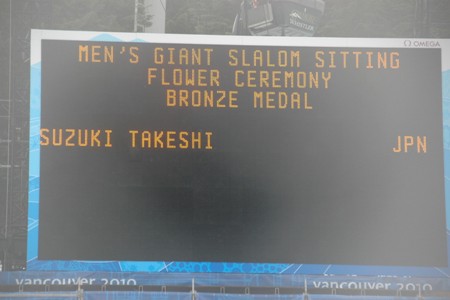 Ω OMEGA
MEN'S GIANT SLALOM SITTING
FLOWER CEREMONY
BRONZE MEDAL
SUZUKI TAKESHI JPN
vancouver 2010 vancouver 2010